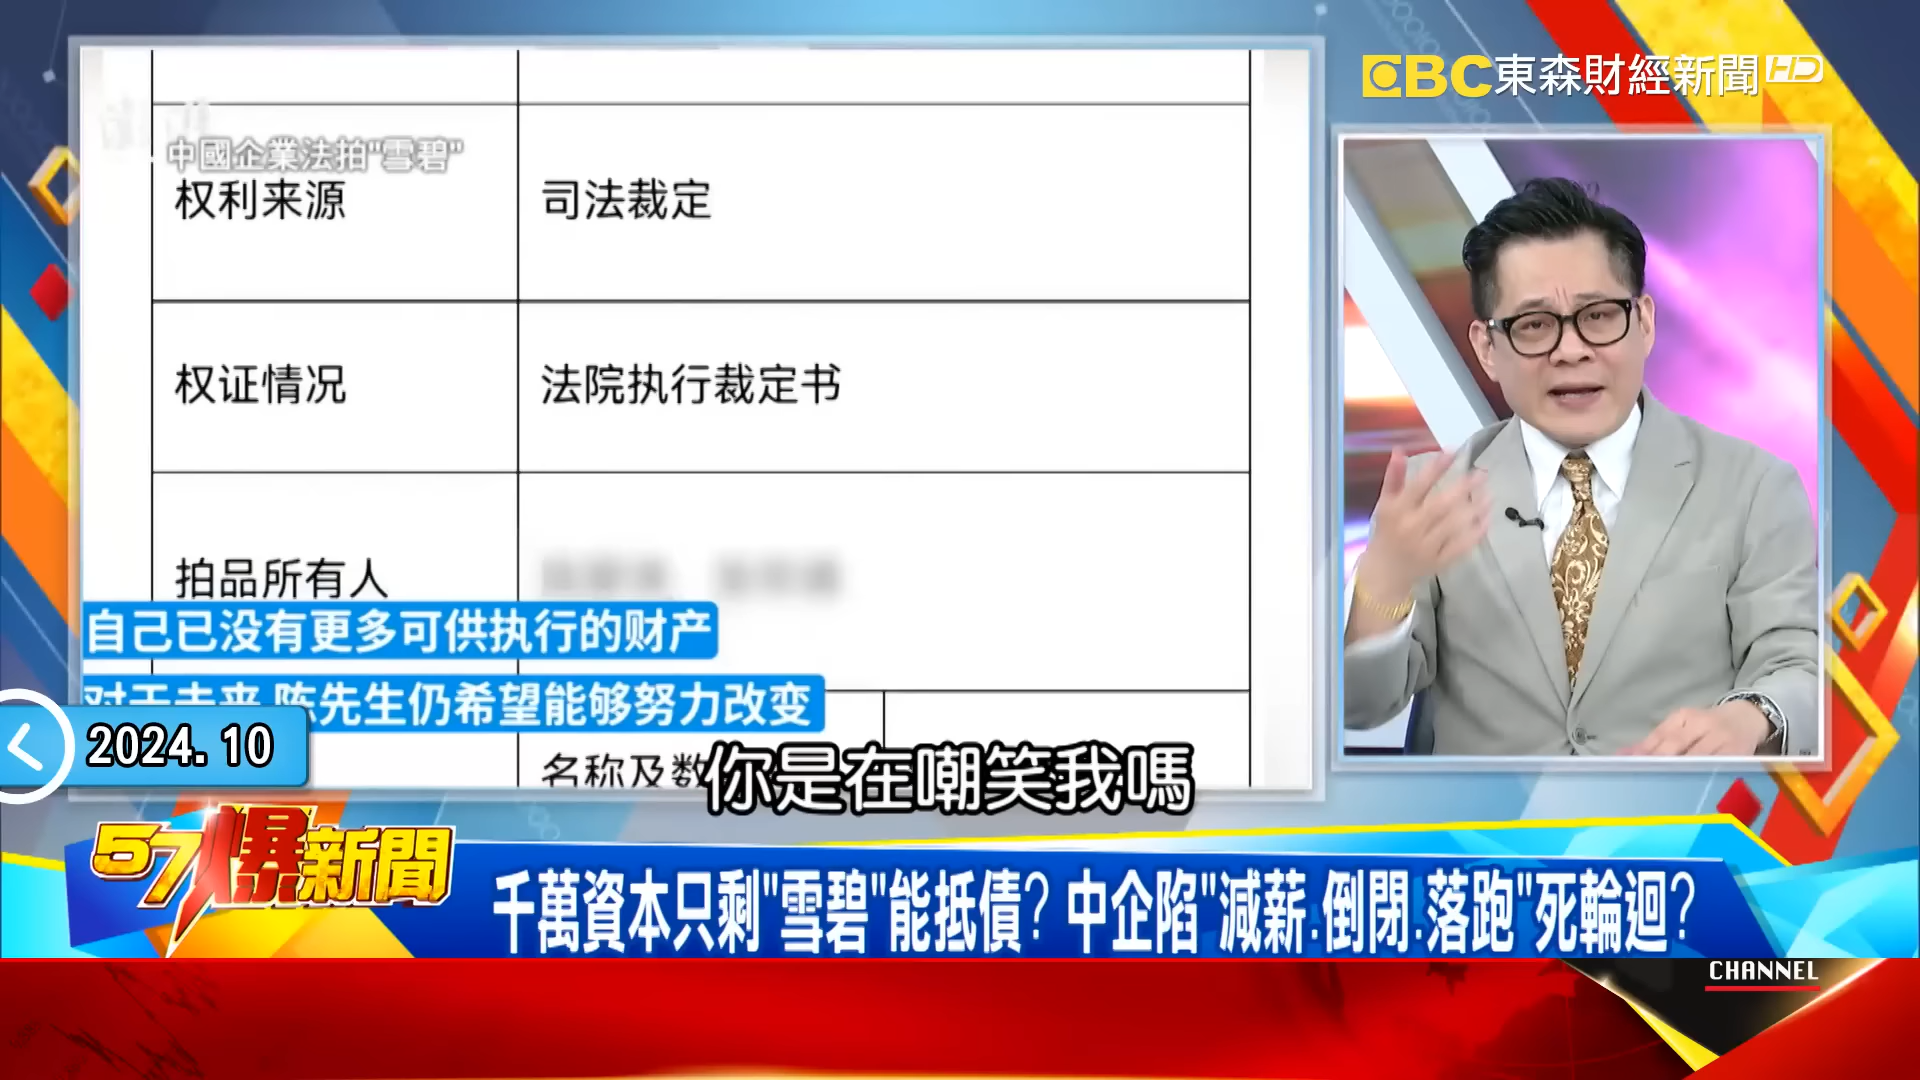 EBC東森財經新聞HD
中國企業法拍"雪碧"
权利来源 司法裁定
权证情况 法院执行裁定书
拍品所有人
自己已没有更多可供执行的财产
对于未来 陈先生仍希望能够努力改变
名称及数
2024.10
你是在嘲笑我嗎
57爆新聞
千萬資本只剩"雪碧"能抵債? 中企陷"減薪.倒閉.落跑"死輪迴?
CHANNEL